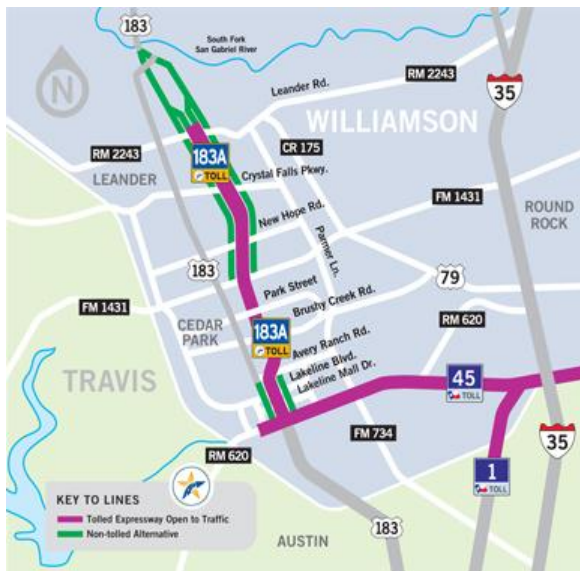 183
South Fork
San Gabriel River
N
Leander Rd.
RM 2243
35
WILLIAMSON
RM 2243
183A
TOLL
CR 175
LEANDER
Crystal Falls Pkwy.
FM 1431
New Hope Rd.
ROUND
ROCK
Parmer Ln.
183
79
Park Street
FM 1431
Brushy Creek Rd.
RM 620
CEDAR
PARK
183A
TOLL
Avery Ranch Rd.
Lakeline Blvd.
Lakeline Mall Dr.
TRAVIS
45
TOLL
FM 734
35
RM 620
1
TOLL
KEY TO LINES
Tolled Expressway Open to Traffic
Non-tolled Alternative
183
AUSTIN